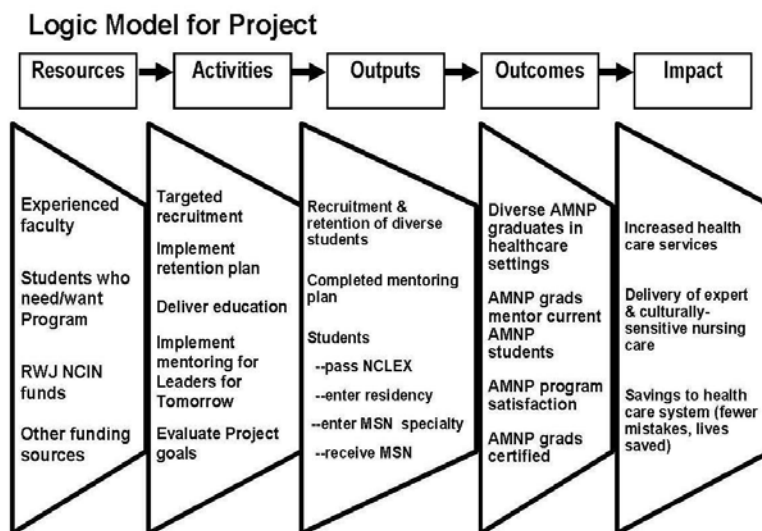 Logic Model for Project
Resources
Activities
Outputs
Outcomes
Impact
Experienced
faculty
Students who
need/want
Program
RWJ NCIN
funds
Other funding
sources
Targeted
recruitment
Implement
retention plan
Deliver education
Implement
mentoring for
Leaders for
Tomorrow
Evaluate Project
goals
Recruitment &
retention of diverse
students
Completed mentoring
plan
Students
--pass NCLEX
--enter residency
--enter MSN specialty
--receive MSN
Diverse AMNP
graduates in
healthcare
settings
AMNP grads
mentor current
AMNP
students
AMNP program
satisfaction
AMNP grads
certified
Increased health
care services
Delivery of expert
& culturally-
sensitive nursing
care
Savings to health
care system (fewer
mistakes, lives
saved)